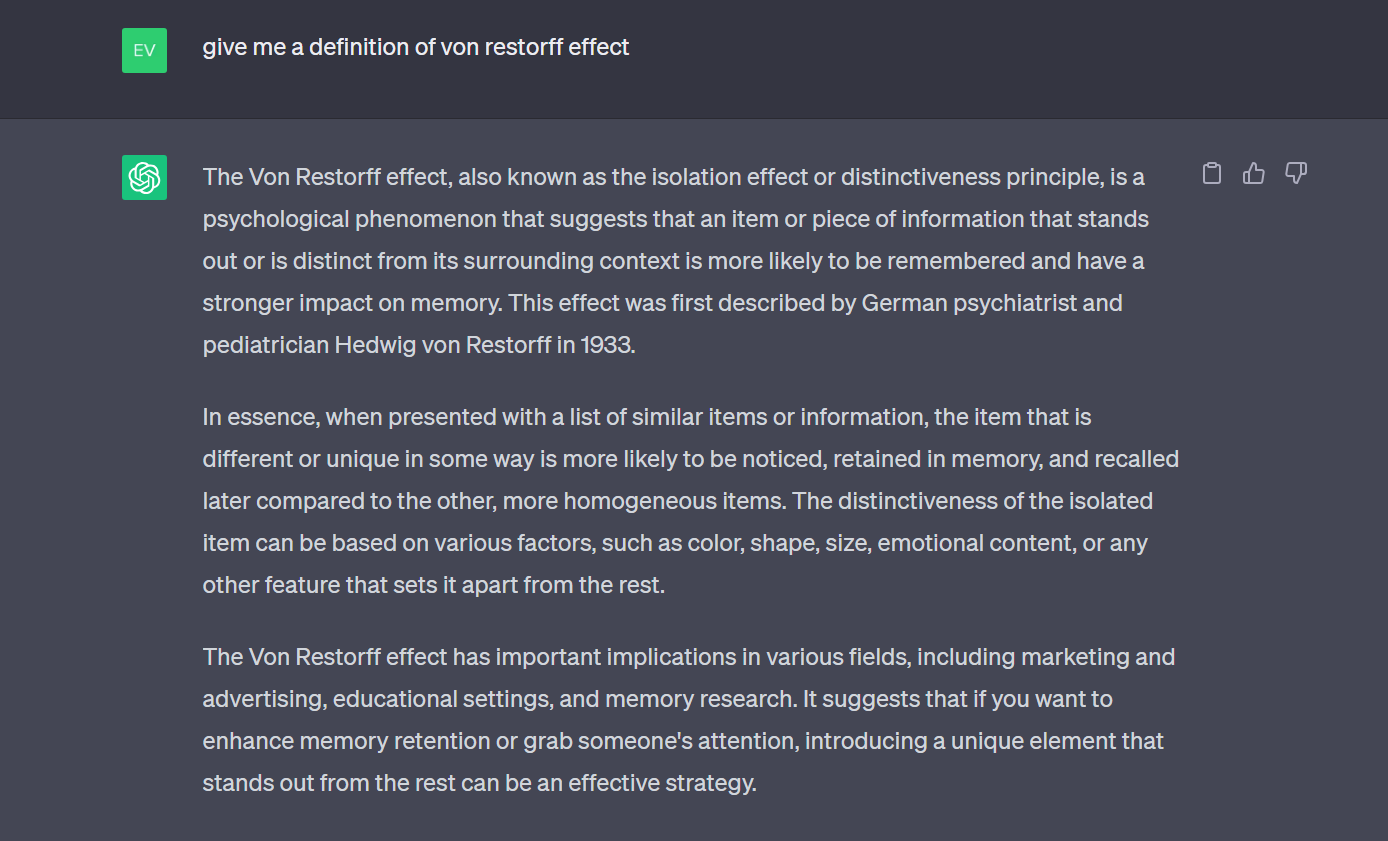 EV
give me a definition of von restorff effect
The Von Restorff effect, also known as the isolation effect or distinctiveness principle, is a
psychological phenomenon that suggests that an item or piece of information that stands
out or is distinct from its surrounding context is more likely to be remembered and have a
stronger impact on memory. This effect was first described by German psychiatrist and
pediatrician Hedwig von Restorff in 1933.
In essence, when presented with a list of similar items or information, the item that is
different or unique in some way is more likely to be noticed, retained in memory, and recalled
later compared to the other, more homogeneous items. The distinctiveness of the isolated
item can be based on various factors, such as color, shape, size, emotional content, or any
other feature that sets it apart from the rest.
The Von Restorff effect has important implications in various fields, including marketing and
advertising, educational settings, and memory research. It suggests that if you want to
enhance memory retention or grab someone's attention, introducing a unique element that
stands out from the rest can be an effective strategy.